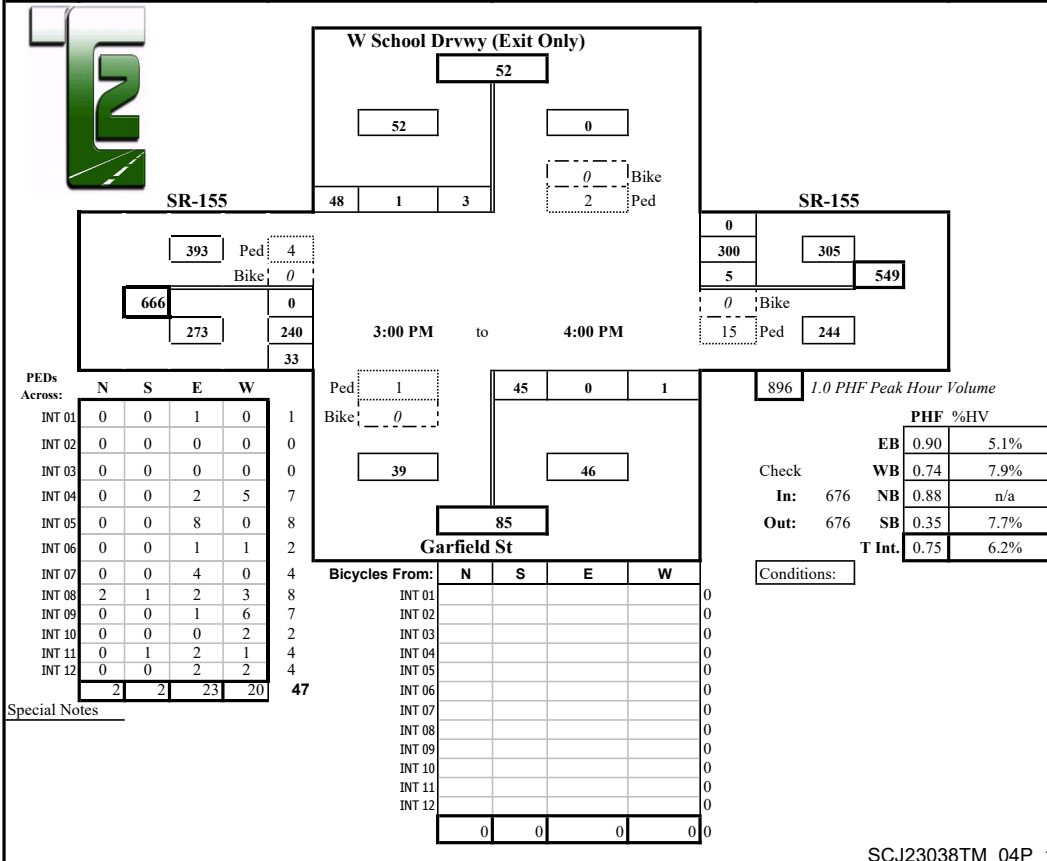 T2
W School Drvwy (Exit Only)
52
52 0
0 Bike
2 Ped
SR-155 48 1 3 SR-155
0
393 Ped 4 300 305
Bike 0 5 549
666 0 0 Bike
273 240 3:00 PM to 4:00 PM 15 Ped 244
33
PEDs Across: N S E W
Ped 1 45 0 1 896 1.0 PHF Peak Hour Volume
Bike 0
PHF %HV
EB 0.90 5.1%
39 46 Check WB 0.74 7.9%
In: 676 NB 0.88 n/a
85 Out: 676 SB 0.35 7.7%
Garfield St T Int. 0.75 6.2%
INT 01 0 0 1 0 1
INT 02 0 0 0 0 0
INT 03 0 0 0 0 0
INT 04 0 0 2 5 7
INT 05 0 0 8 0 8
INT 06 0 0 1 1 2
INT 07 0 0 4 0 4
INT 08 2 1 2 3 8
INT 09 0 0 1 6 7
INT 10 0 0 0 2 2
INT 11 0 1 2 1 4
INT 12 0 0 2 2 4
2 2 23 20 47
Special Notes
Bicycles From: N S E W Conditions:
INT 01 0
INT 02 0
INT 03 0
INT 04 0
INT 05 0
INT 06 0
INT 07 0
INT 08 0
INT 09 0
INT 10 0
INT 11 0
INT 12 0
0 0 0 0 0